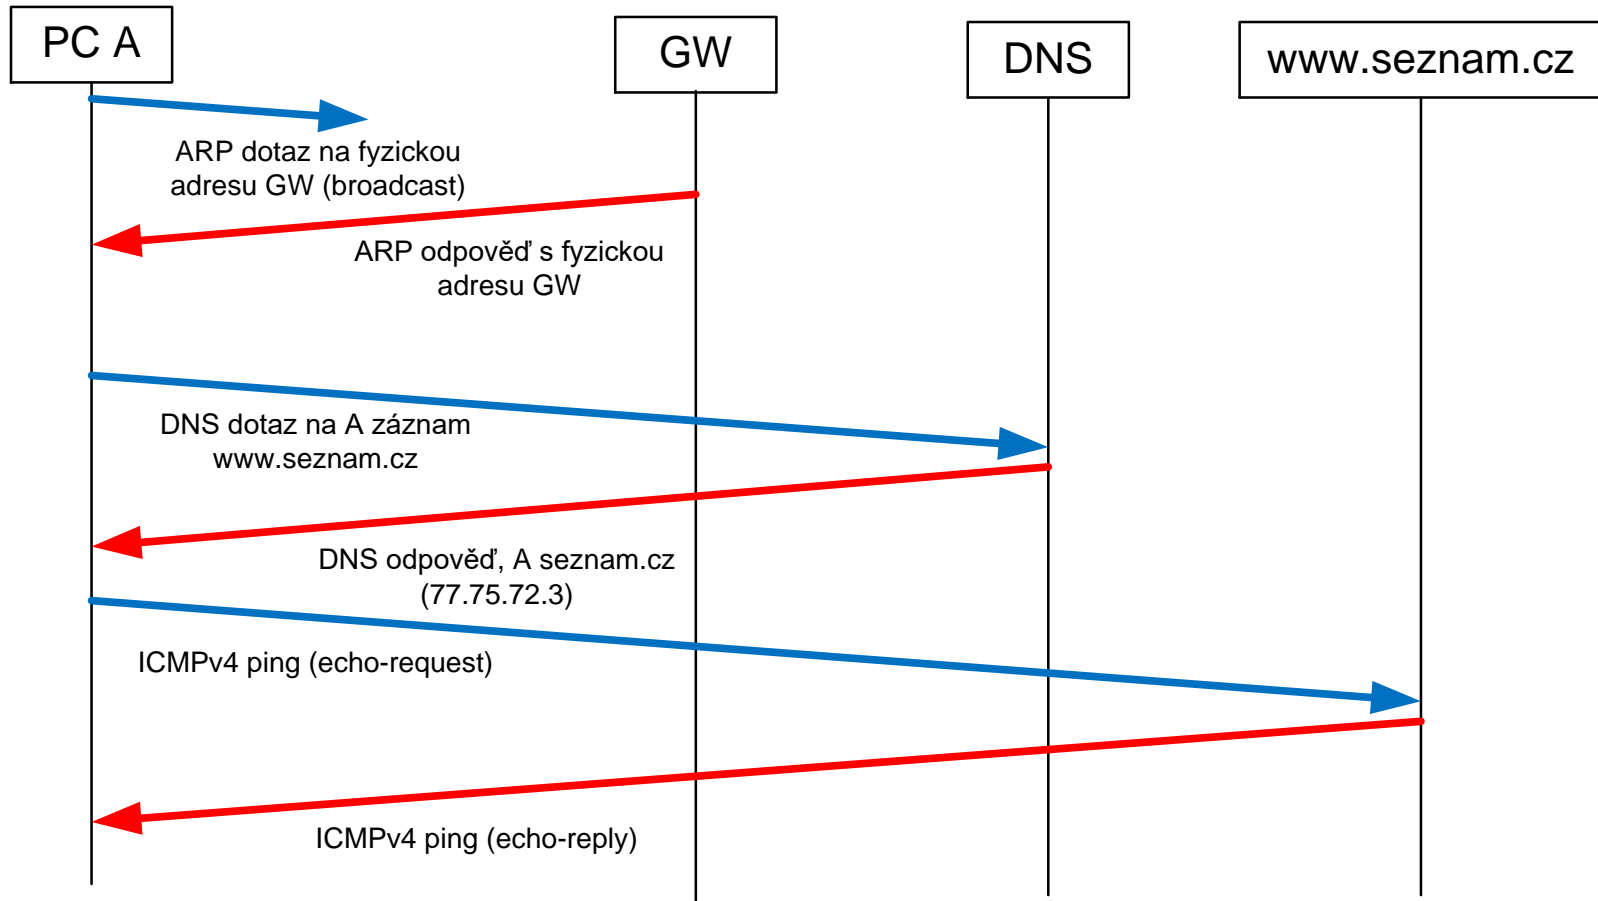 PC A
GW
DNS
www.seznam.cz
ARP dotaz na fyzickou
adresu GW (broadcast)
ARP odpověď s fyzickou
adresu GW
DNS dotaz na A záznam
www.seznam.cz
DNS odpověď, A seznam.cz
(77.75.72.3)
ICMPv4 ping (echo-request)
ICMPv4 ping (echo-reply)